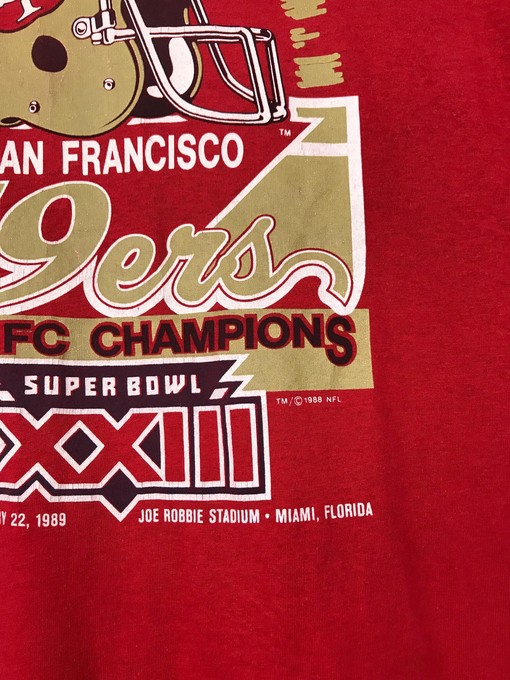 TM
AN FRANCISCO
9ers
FC CHAMPIONS
SUPER BOWL
XXIII
TM/©1988 NFL
Y 22, 1989 JOE ROBBIE STADIUM • MIAMI, FLORIDA